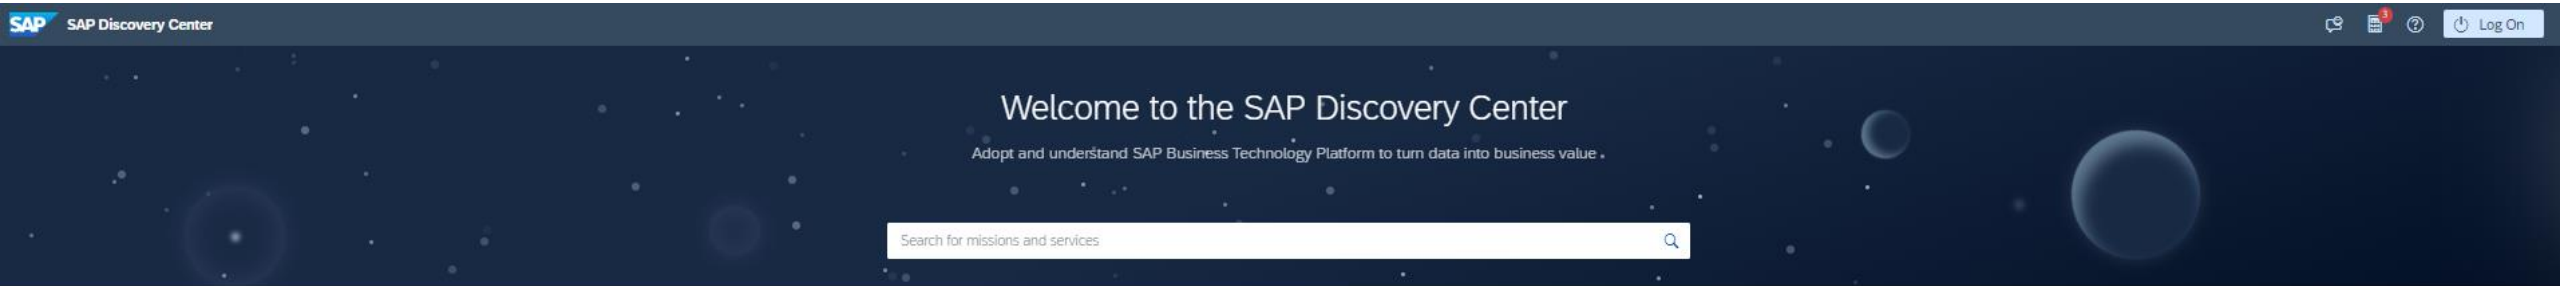 SAP SAP Discovery Center 3 Log On
Welcome to the SAP Discovery Center
Adopt and understand SAP Business Technology Platform to turn data into business value.
Search for missions and services